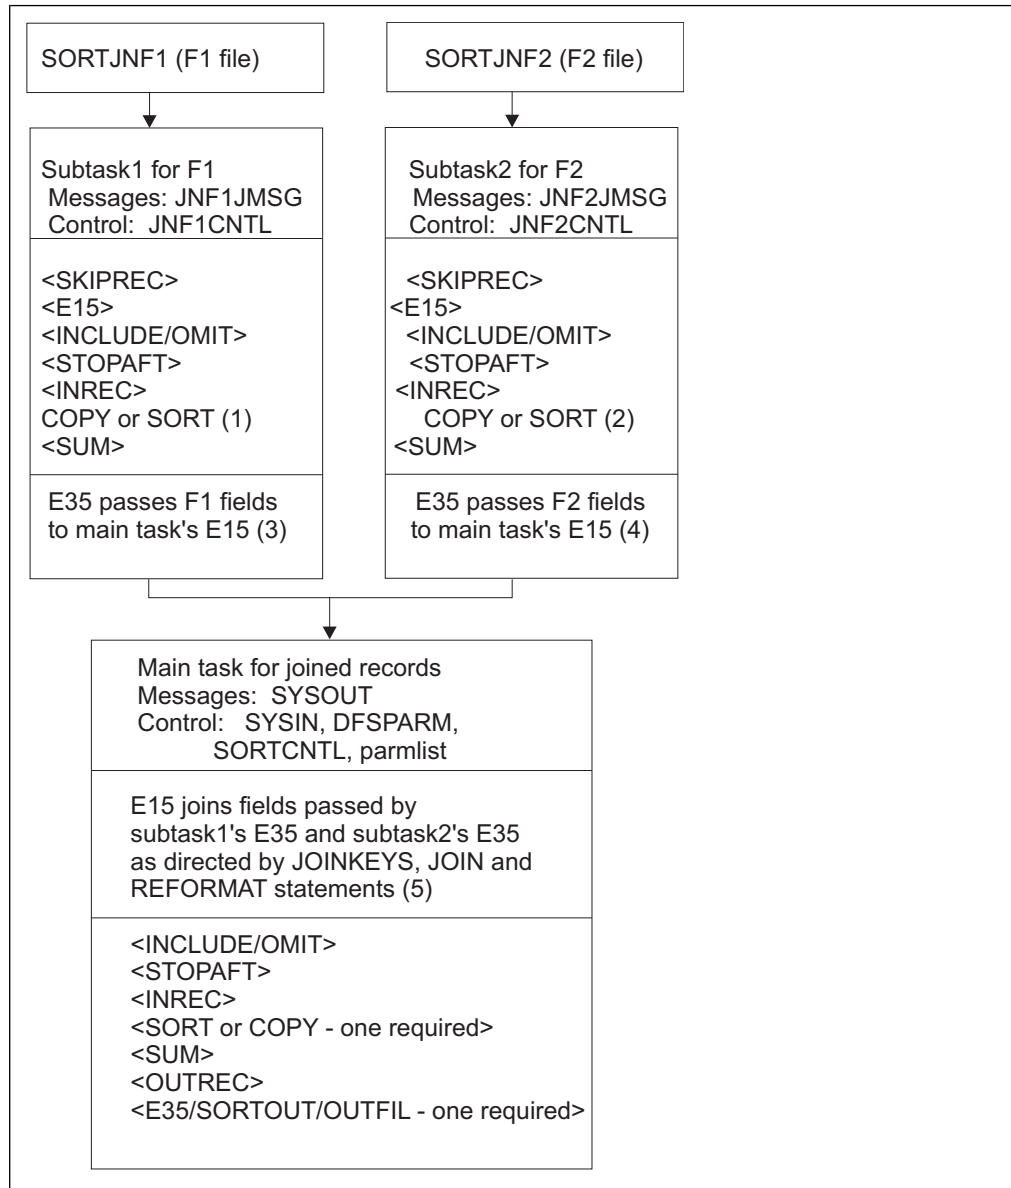 SORTJNF1 (F1 file)
SORTJNF2 (F2 file)
Subtask1 for F1
Messages: JNF1JMSG
Control: JNF1CNTL
<SKIPREC>
<E15>
<INCLUDE/OMIT>
<STOPAFT>
<INREC>
COPY or SORT (1)
<SUM>
E35 passes F1 fields
to main task's E15 (3)
Subtask2 for F2
Messages: JNF2JMSG
Control: JNF2CNTL
<SKIPREC>
<E15>
<INCLUDE/OMIT>
<STOPAFT>
<INREC>
COPY or SORT (2)
<SUM>
E35 passes F2 fields
to main task's E15 (4)
Main task for joined records
Messages: SYSOUT
Control: SYSIN, DFSPARM,
SORTCNTL, parmlist
E15 joins fields passed by
subtask1's E35 and subtask2's E35
as directed by JOINKEYS, JOIN and
REFORMAT statements (5)
<INCLUDE/OMIT>
<STOPAFT>
<INREC>
<SORT or COPY - one required>
<SUM>
<OUTREC>
<E35/SORTOUT/OUTFIL - one required>